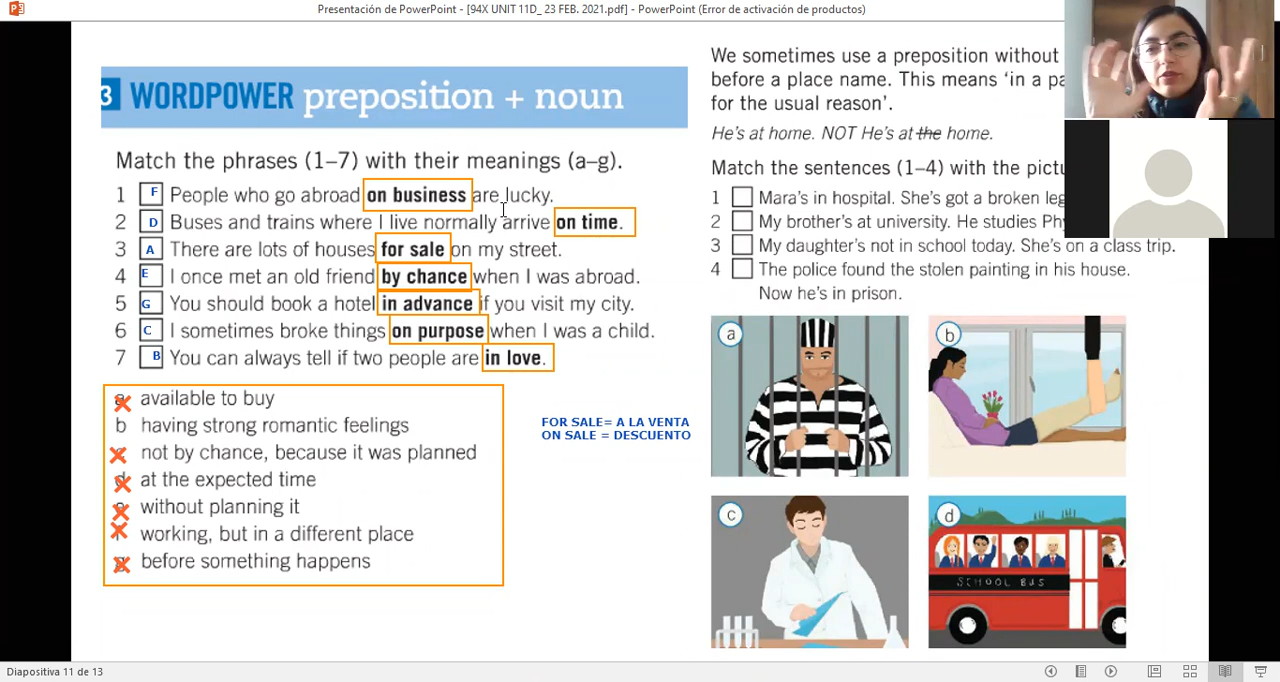 Presentación de PowerPoint - [94X UNIT 11D_ 23 FEB. 2021.pdf] - PowerPoint (Error de activación de productos)
3 WORDPOWER preposition + noun
Match the phrases (1–7) with their meanings (a–g).
1 F People who go abroad on business are lucky.
2 D Buses and trains where I live normally arrive on time.
3 A There are lots of houses for sale on my street.
4 E I once met an old friend by chance when I was abroad.
5 G You should book a hotel in advance if you visit my city.
6 C I sometimes broke things on purpose when I was a child.
7 B You can always tell if two people are in love.
available to buy
b having strong romantic feelings
not by chance, because it was planned
d at the expected time
without planning it
working, but in a different place
before something happens
FOR SALE= A LA VENTA
ON SALE = DESCUENTO
We sometimes use a preposition without
before a place name. This means ‘in a
for the usual reason’.
He's at home. NOT He's at the home.
Match the sentences (1–4) with the
1 Mara's in hospital. She's got a broken
2 My brother's at university. He studies
3 My daughter's not in school today. She's on a class trip.
4 The police found the stolen painting in his house.
Now he's in prison.
a
b
c
d
SCHOOL BUS
Diapositiva 11 de 13